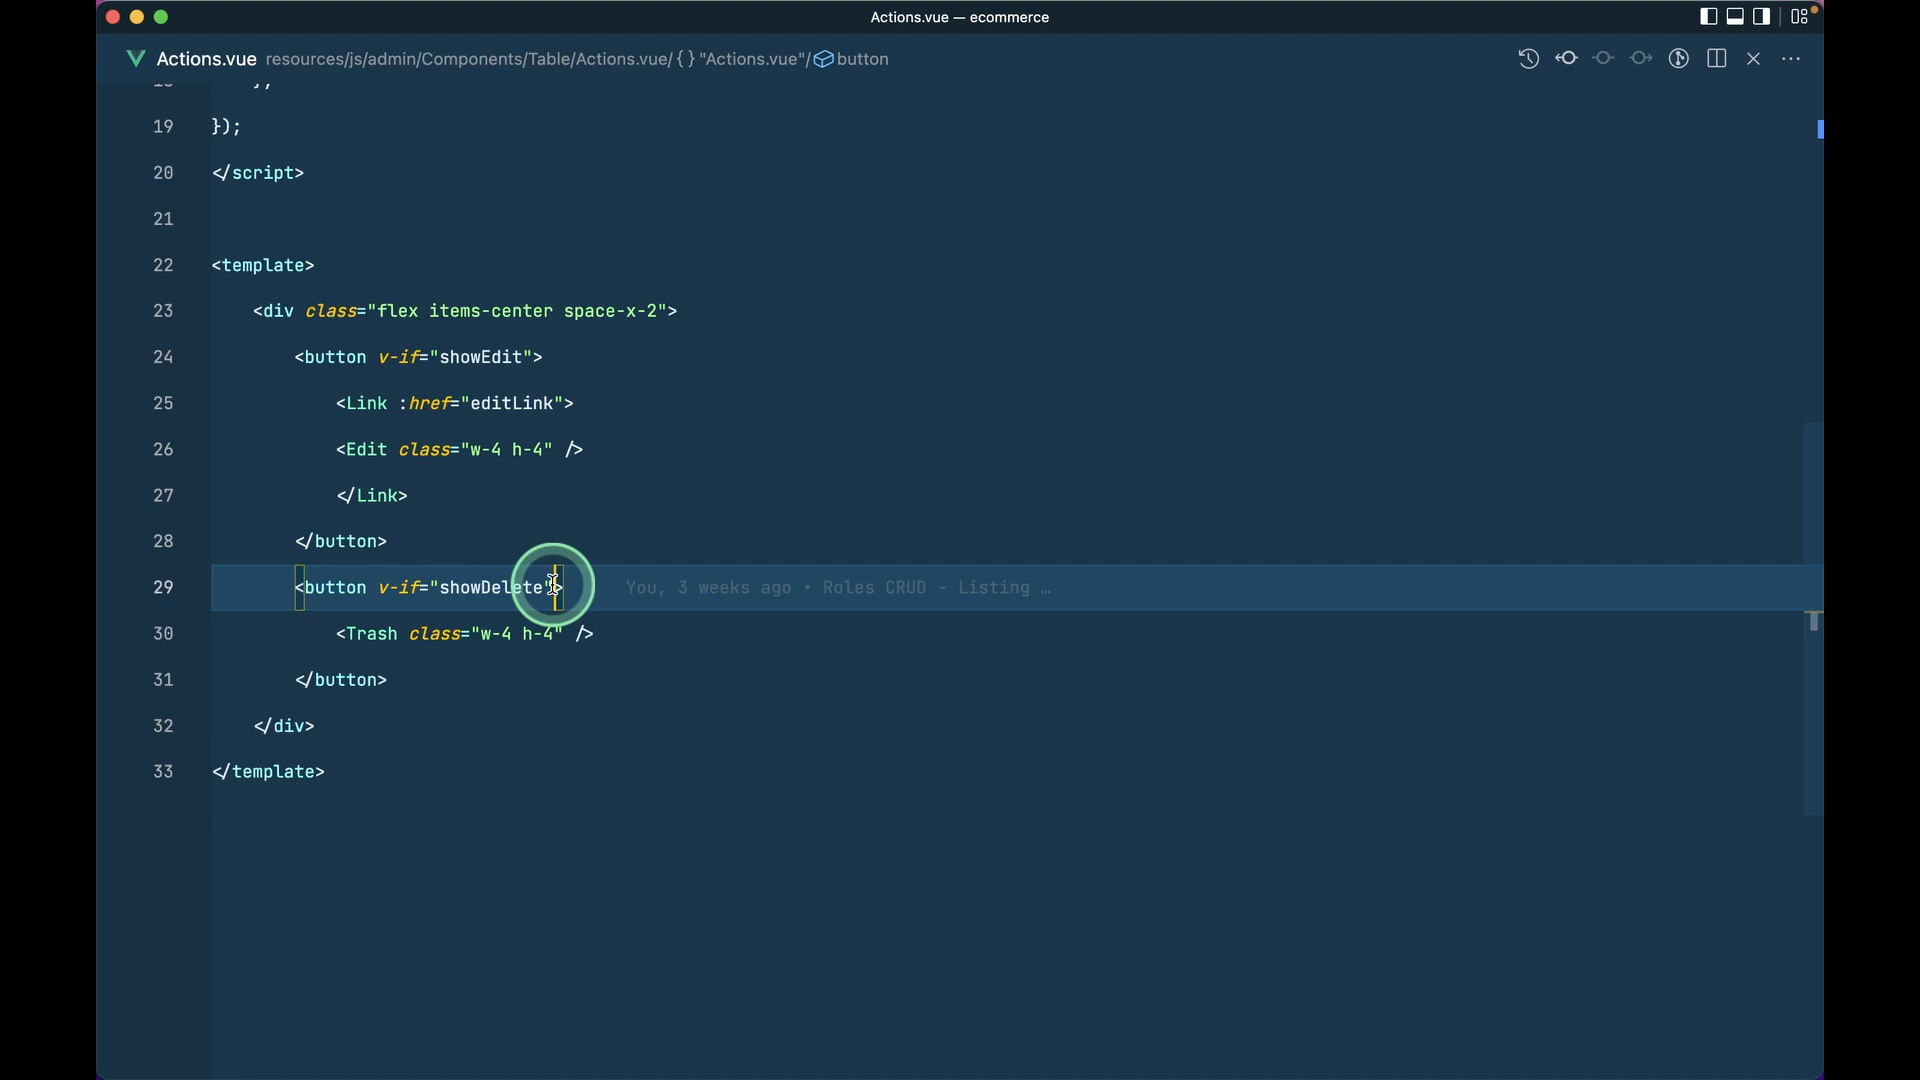 Actions.vue — ecommerce
Actions.vue resources/js/admin/Components/Table/Actions.vue/{} "Actions.vue"/button
19 });
20 </script>
21
22 <template>
23 <div class="flex items-center space-x-2">
24 <button v-if="showEdit">
25 <Link :href="editLink">
26 <Edit class="w-4 h-4" />
27 </Link>
28 </button>
29 <button v-if="showDelete"> You, 3 weeks ago • Roles CRUD - Listing …
30 <Trash class="w-4 h-4" />
31 </button>
32 </div>
33 </template>